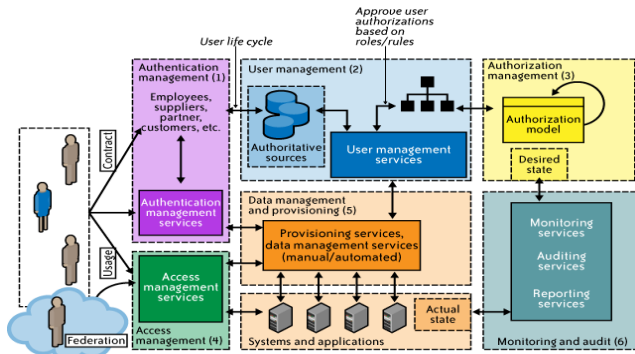 Approve user
authorizations
based on
roles/rules
User life cycle
Authentication
management (1)
Employees,
suppliers,
partner,
customers, etc.
Authentication
management
services
User management (2)
Authoritative
sources
User management
services
Authorization
management (3)
Authorization
model
Desired
state
Contract
Usage
Federation
Data management
and provisioning (5)
Provisioning services,
data management services
(manual/automated)
Monitoring
services
Auditing
services
Reporting
services
Monitoring and audit (6)
Access
management
services
Access
management (4)
Actual
state
Systems and applications